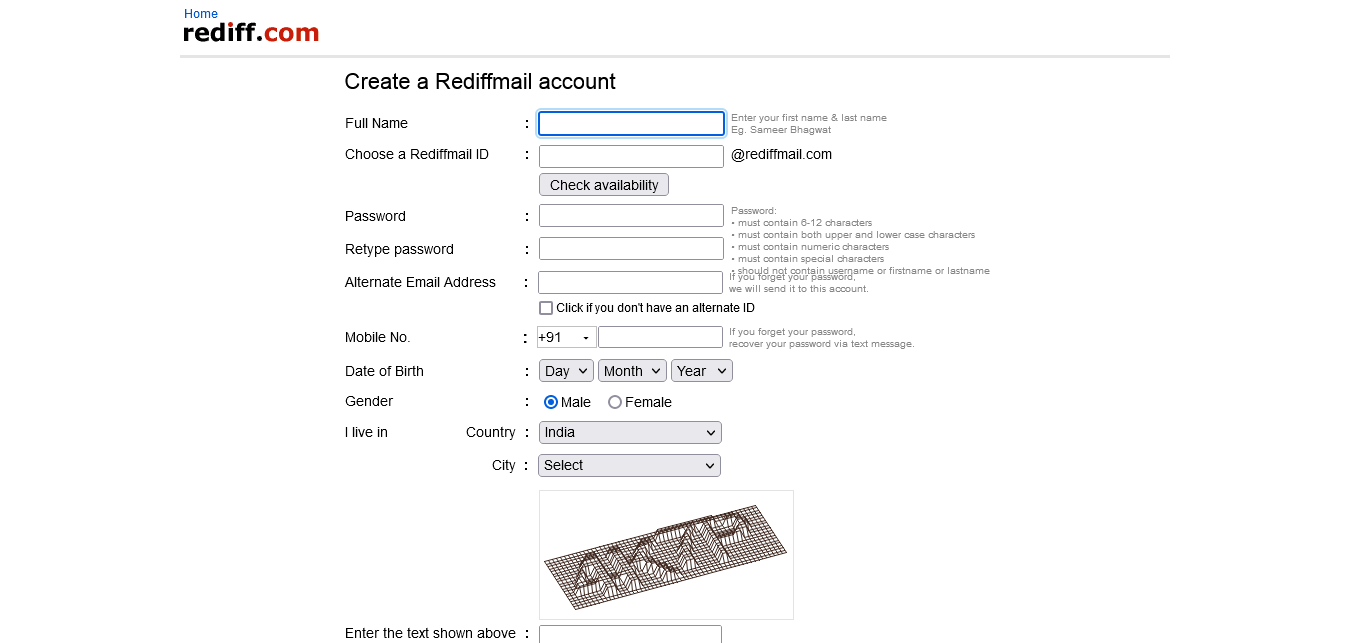 Home
rediff.com
Create a Rediffmail account
Full Name :
Enter your first name & last name
Eg. Sameer Bhagwat
Choose a Rediffmail ID : @rediffmail.com
Check availability
Password :
Password:
• must contain 6-12 characters
• must contain both upper and lower case characters
• must contain numeric characters
• must contain special characters
• should not contain username or firstname or lastname
Retype password :
Alternate Email Address :
If you forget your password,
we will send it to this account.
Click if you don't have an alternate ID
Mobile No. : +91
If you forget your password,
recover your password via text message.
Date of Birth : Day Month Year
Gender : Male Female
I live in Country : India
City : Select
Enter the text shown above :